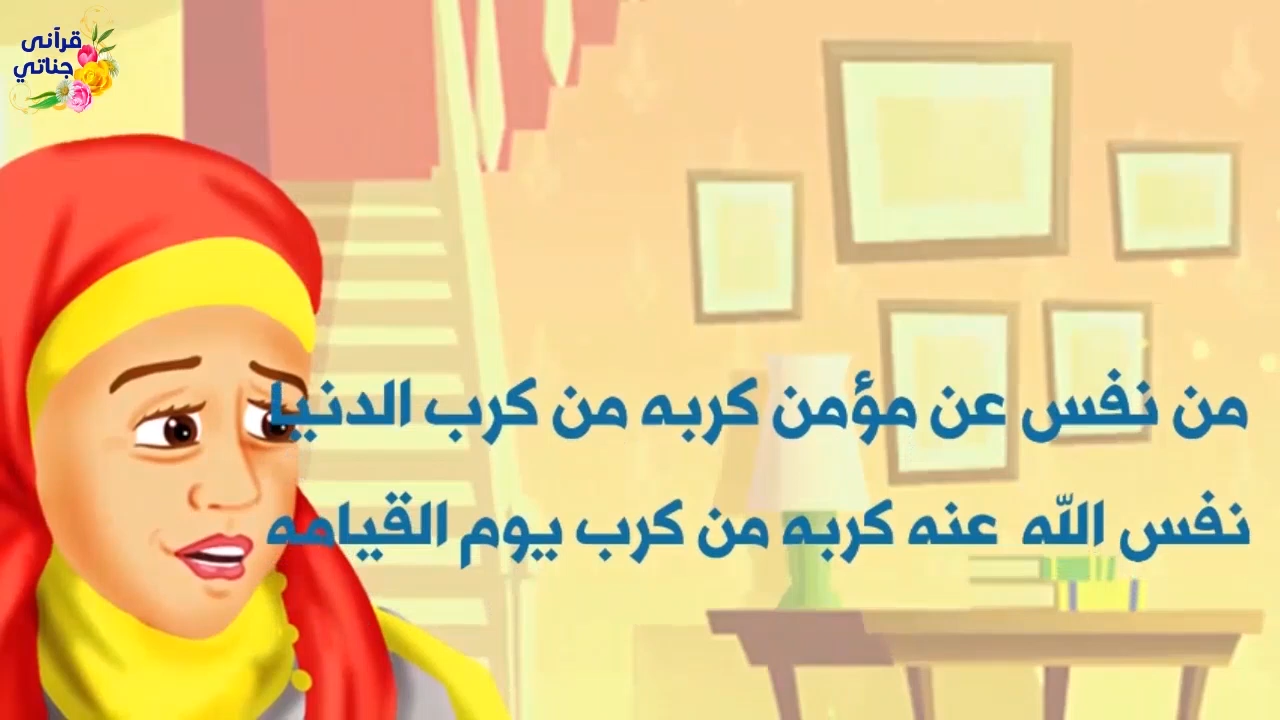 قرآنى
جناتي
من نفس عن مؤمن كربه من كرب الدنيا
نفس الله عنه كربه من كرب يوم القيامه